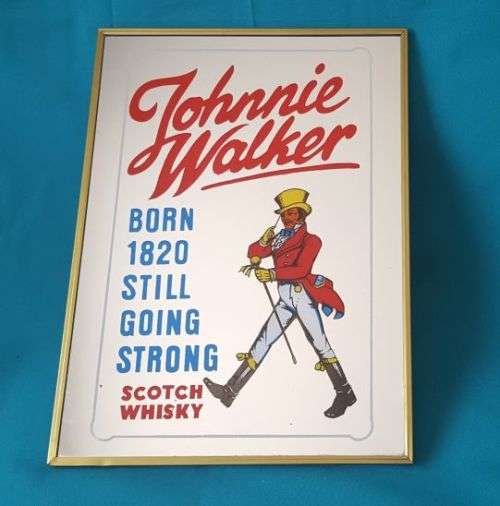 Johnnie
Walker
BORN
1820
STILL
GOING
STRONG
SCOTCH
WHISKY